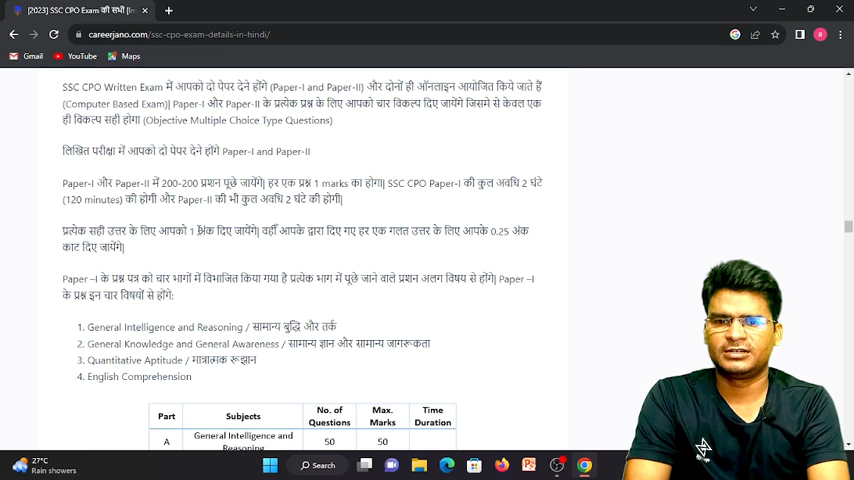 [2023] SSC CPO Exam की सभी [In
careerjano.com/ssc-cpo-exam-details-in-hindi/
a
Gmail
YouTube
Maps
SSC CPO Written Exam में आपको दो पेपर देने होंगे (Paper-I and Paper-II) और दोनों ही ऑनलाइन आयोजित किये जाते हैं
(Computer Based Exam)| Paper-I और Paper-II के प्रत्येक प्रश्न के लिए आपको चार विकल्प दिए जायेंगे जिसमे से केवल एक
ही विकल्प सही होगा (Objective Multiple Choice Type Questions)
लिखित परीक्षा में आपको दो पेपर देने होंगे Paper-I and Paper-II
Paper-I और Paper-II में 200-200 प्रशन पूछे जायेंगे| हर एक प्रश्न 1 marks का होगा| SSC CPO Paper-I की कुल अवधि 2 घंटे
(120 minutes) की होगी और Paper-II की भी कुल अवधि 2 घंटे की होगी|
प्रत्येक सही उत्तर के लिए आपको 1 अंक दिए जायेंगे| वहीँ आपके द्वारा दिए गए हर एक गलत उत्तर के लिए आपके 0.25 अंक
काट दिए जायेंगे|
Paper –I के प्रश्न पत्र को चार भागों में विभाजित किया गया है प्रत्येक भाग में पूछे जाने वाले प्रशन अलग विषय से होंगे| Paper –I
के प्रश्न इन चार विषयों से होंगे:
1. General Intelligence and Reasoning / सामान्य बुद्धि और तर्क
2. General Knowledge and General Awareness / सामान्य ज्ञान और सामान्य जागरूकता
3. Quantitative Aptitude / मात्रात्मक रूझान
4. English Comprehension
Part Subjects No. of Questions Max. Marks Time Duration
A General Intelligence and Reasoning 50 50
27°C
Rain showers
Search